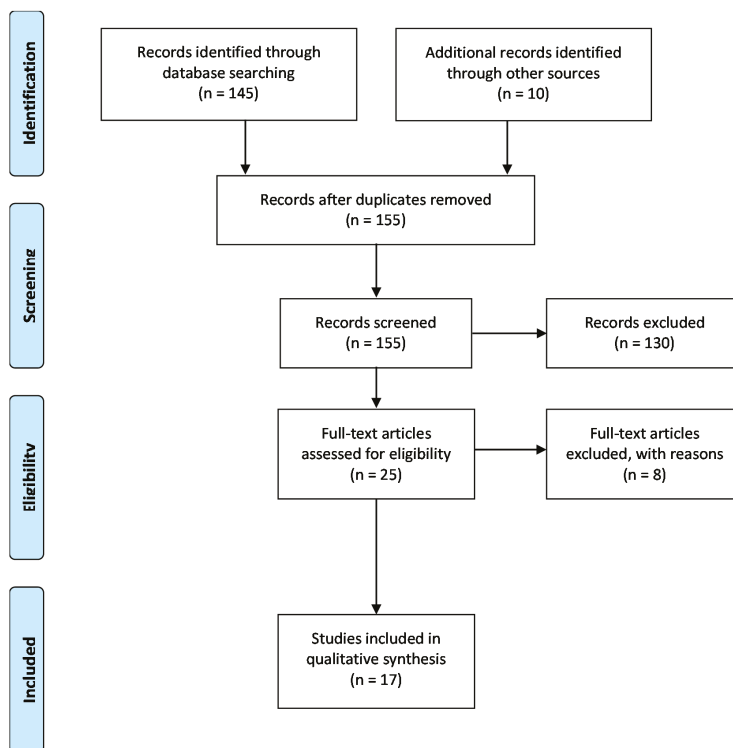 Identification
Records identified through
database searching
(n = 145)
Additional records identified
through other sources
(n = 10)
Records after duplicates removed
(n = 155)
Screening
Records screened
(n = 155)
Records excluded
(n = 130)
Eligibility
Full-text articles
assessed for eligibility
(n = 25)
Full-text articles
excluded, with reasons
(n = 8)
Included
Studies included in
qualitative synthesis
(n = 17)